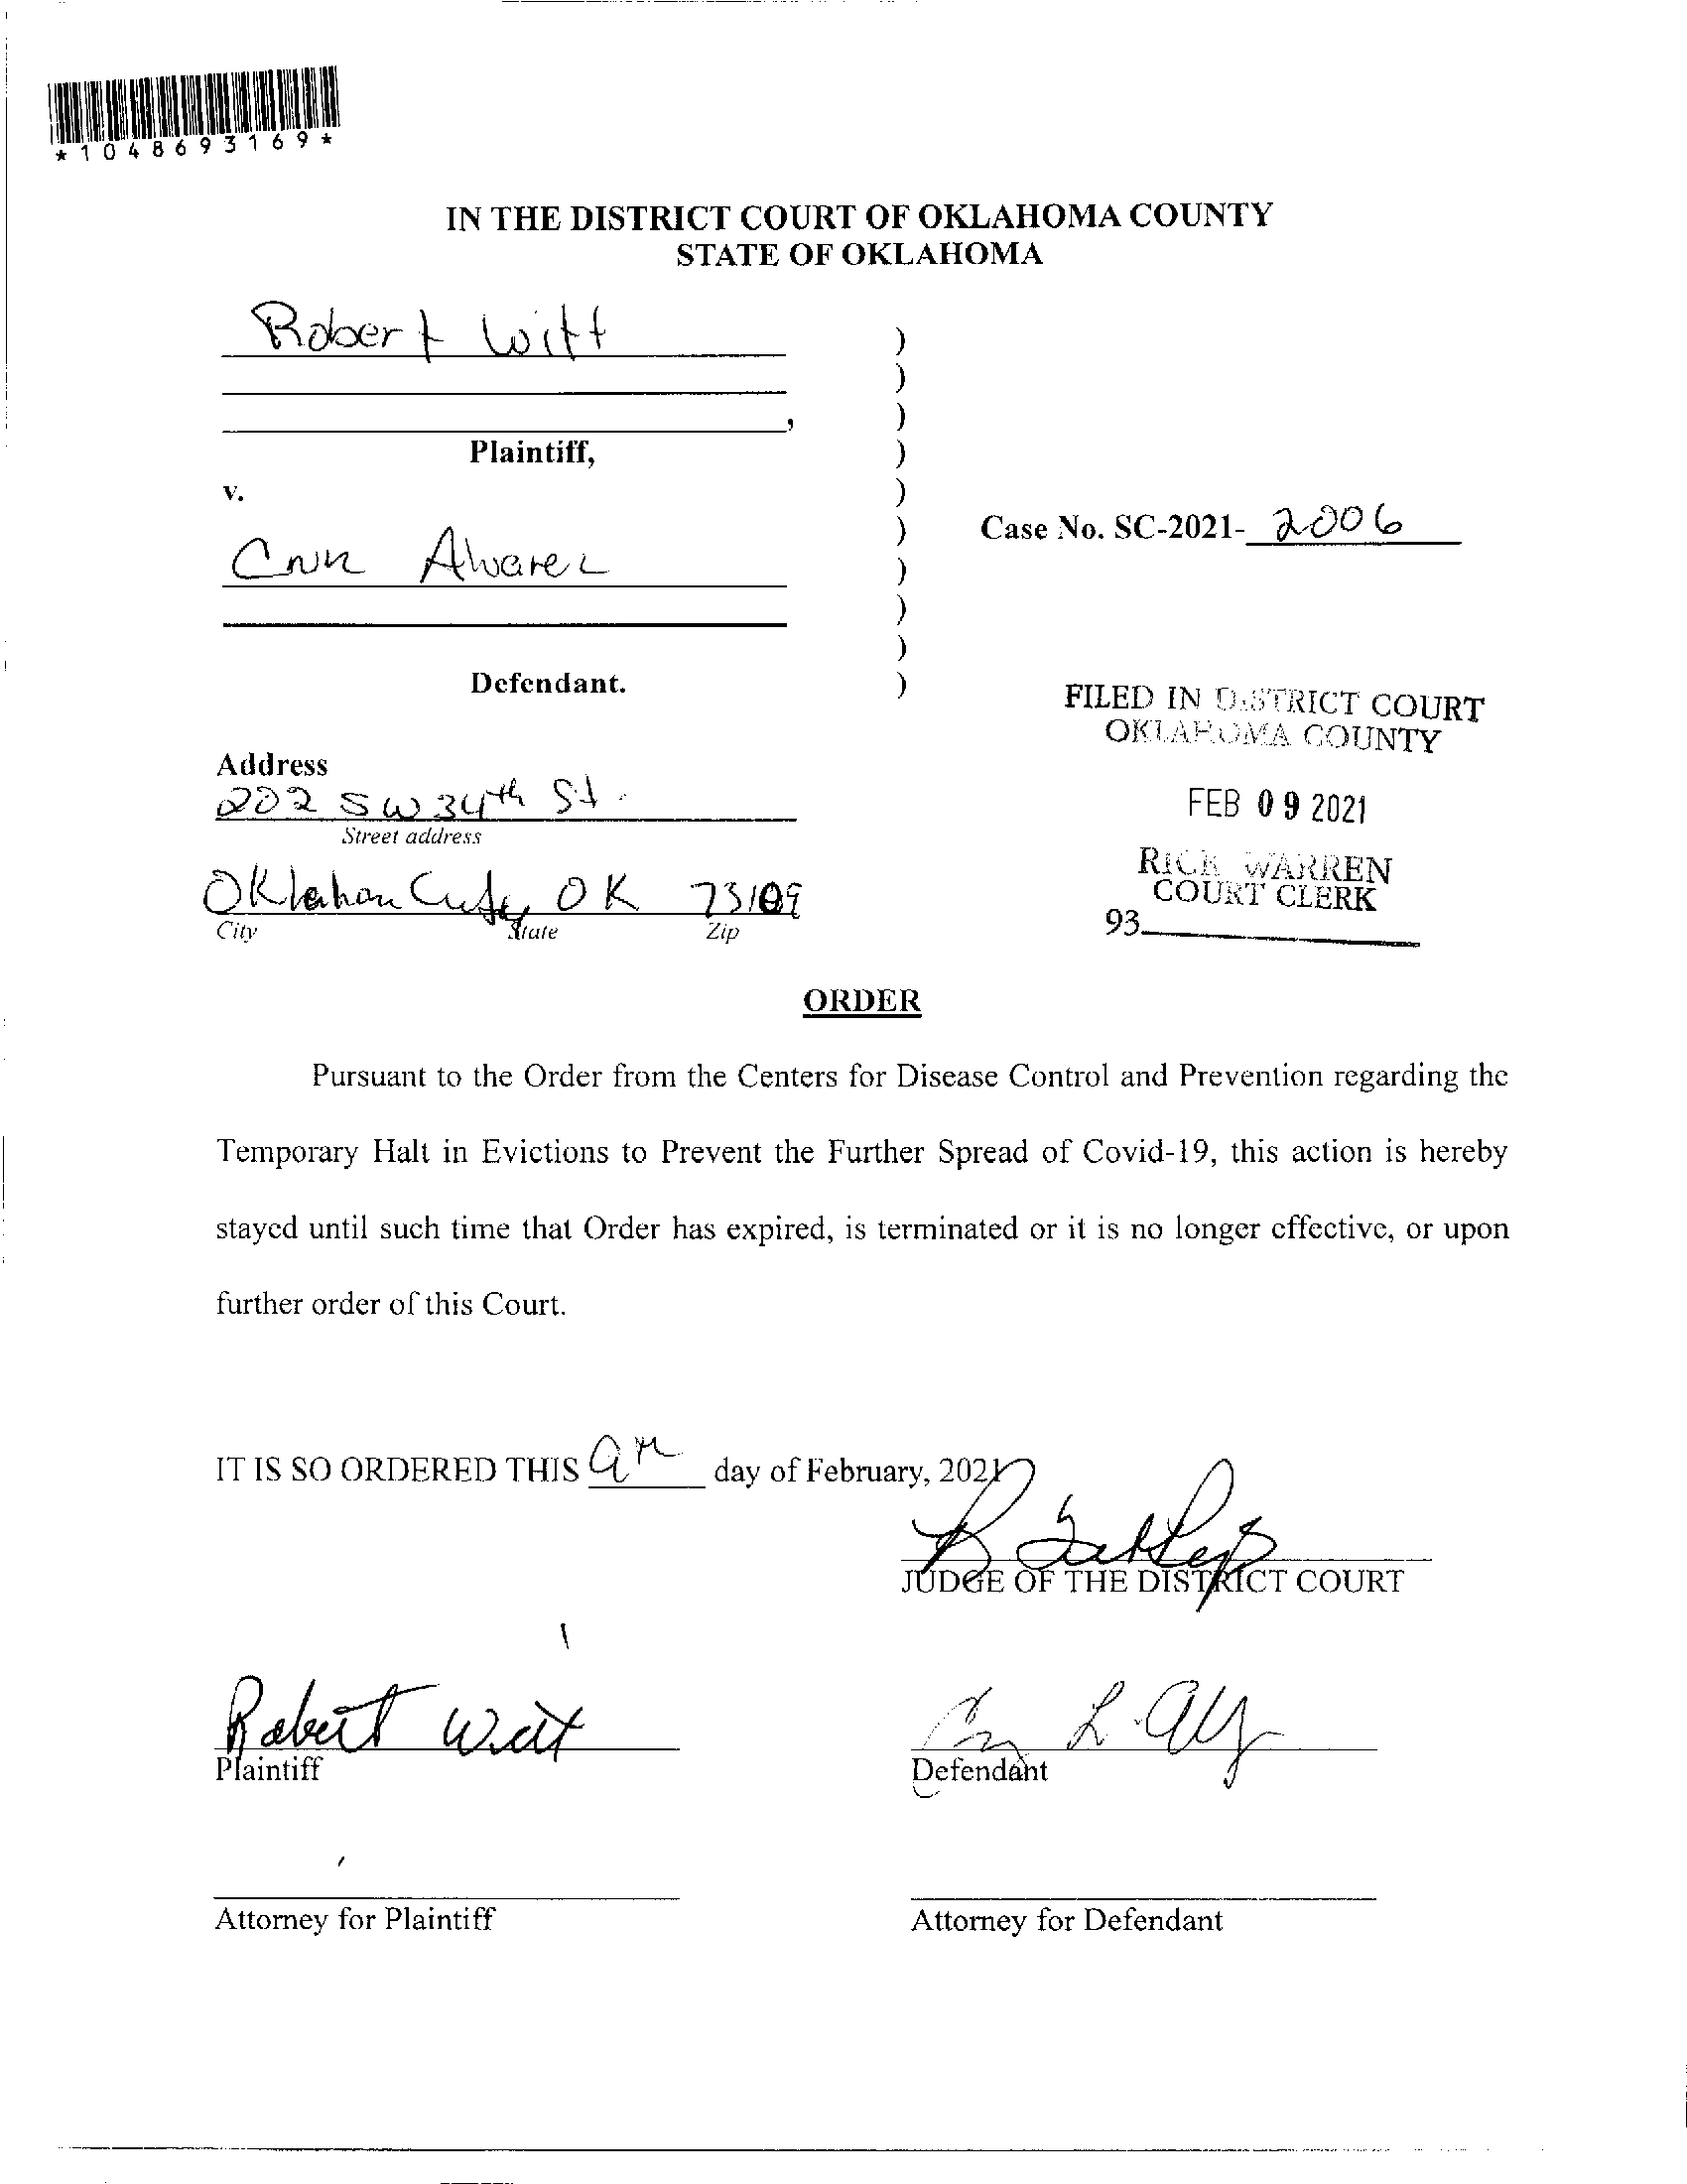 *1048693169*
IN THE DISTRICT COURT OF OKLAHOMA COUNTY
STATE OF OKLAHOMA
Robert Witt )
)
, )
Plaintiff, )
v. )
) Case No. SC-2021- 2006
Alvarez )
)
)
Defendant. )
FILED IN DISTRICT COURT
OKLAHOMA COUNTY
FEB 09 2021
RICK WARREN
COURT CLERK
93
Address
202 SW 34th St.
Street address
OK 73109
City State Zip
ORDER
Pursuant to the Order from the Centers for Disease Control and Prevention regarding the
Temporary Halt in Evictions to Prevent the Further Spread of Covid-19, this action is hereby
stayed until such time that Order has expired, is terminated or it is no longer effective, or upon
further order of this Court.
IT IS SO ORDERED THIS 9th day of February, 2021
JUDGE OF THE DISTRICT COURT
Robert Witt
Plaintiff
Defendant
Attorney for Plaintiff
Attorney for Defendant